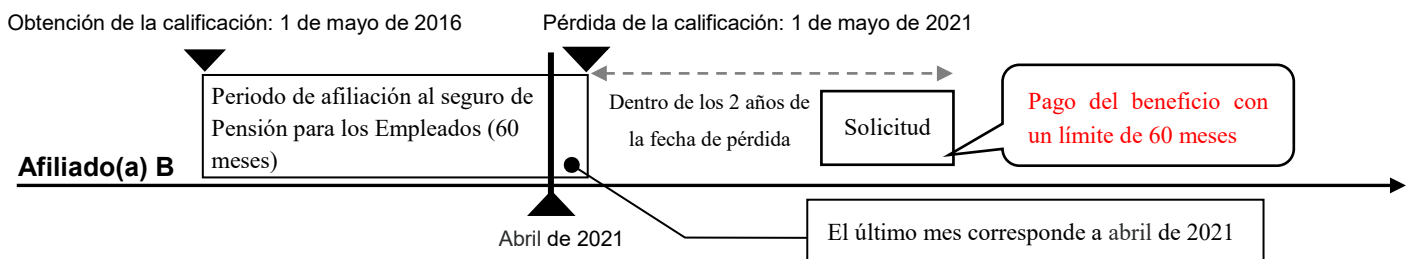 Obtención de la calificación: 1 de mayo de 2016
Pérdida de la calificación: 1 de mayo de 2021
Periodo de afiliación al seguro de
Pensión para los Empleados (60
meses)
Dentro de los 2 años de
la fecha de pérdida
Solicitud
Pago del beneficio con
un límite de 60 meses
Afiliado(a) B
Abril de 2021
El último mes corresponde a abril de 2021